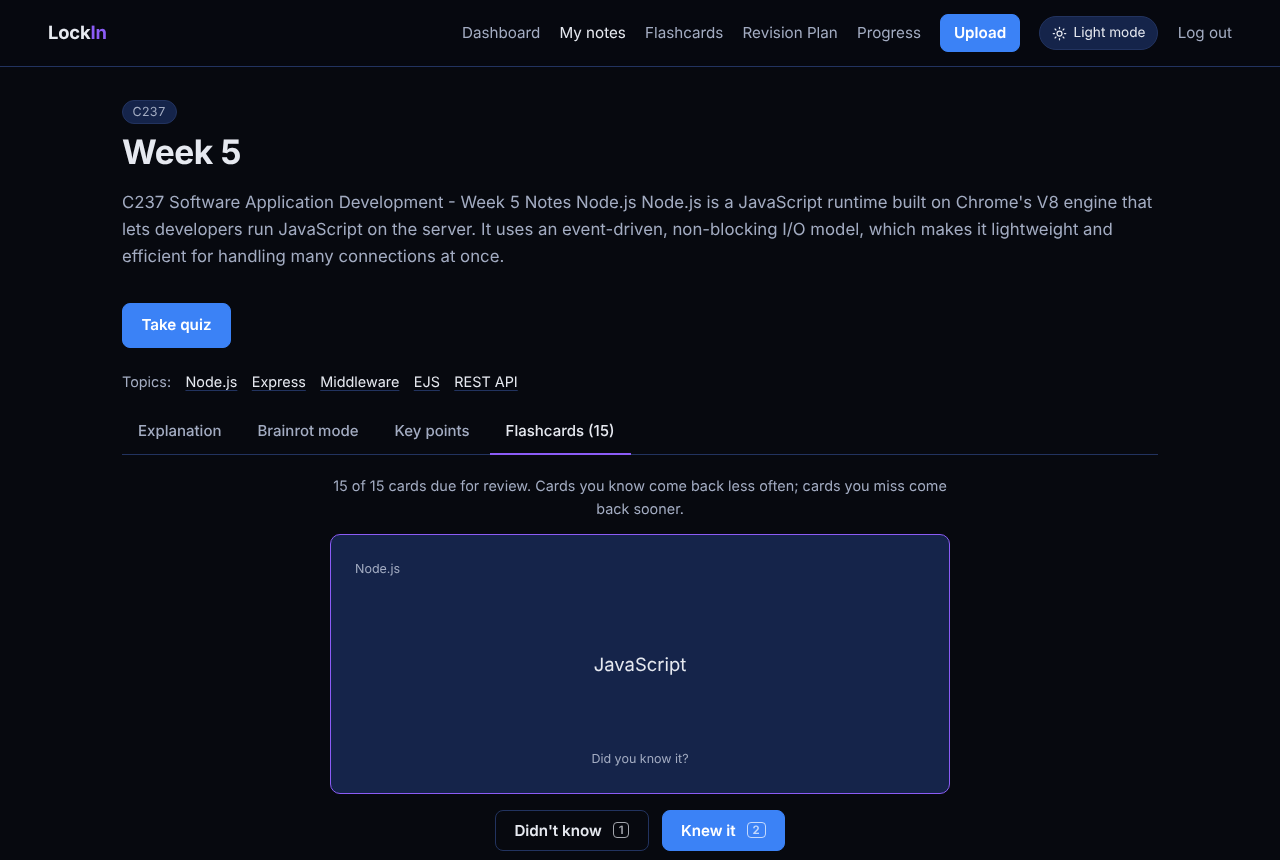 LockIn
Dashboard My notes Flashcards Revision Plan Progress Upload Light mode Log out
C237
Week 5
C237 Software Application Development - Week 5 Notes Node.js Node.js is a JavaScript runtime built on Chrome's V8 engine that
lets developers run JavaScript on the server. It uses an event-driven, non-blocking I/O model, which makes it lightweight and
efficient for handling many connections at once.
Take quiz
Topics: Node.js Express Middleware EJS REST API
Explanation Brainrot mode Key points Flashcards (15)
15 of 15 cards due for review. Cards you know come back less often; cards you miss come
back sooner.
Node.js
JavaScript
Did you know it?
Didn't know 1 Knew it 2